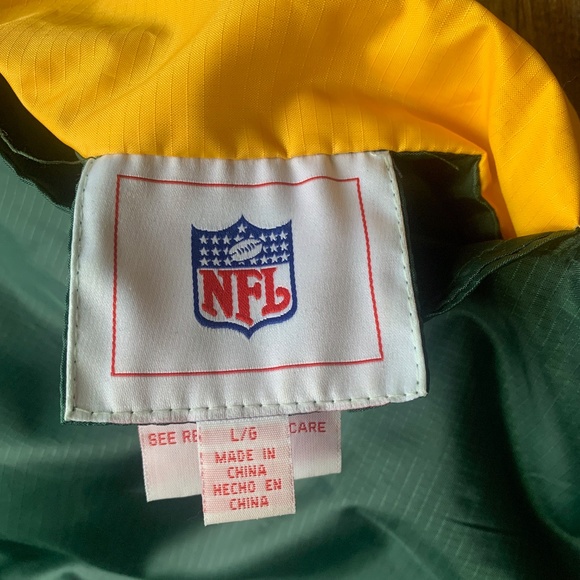 NFL
L/G
SEE RE CARE
MADE IN
CHINA
HECHO EN
CHINA